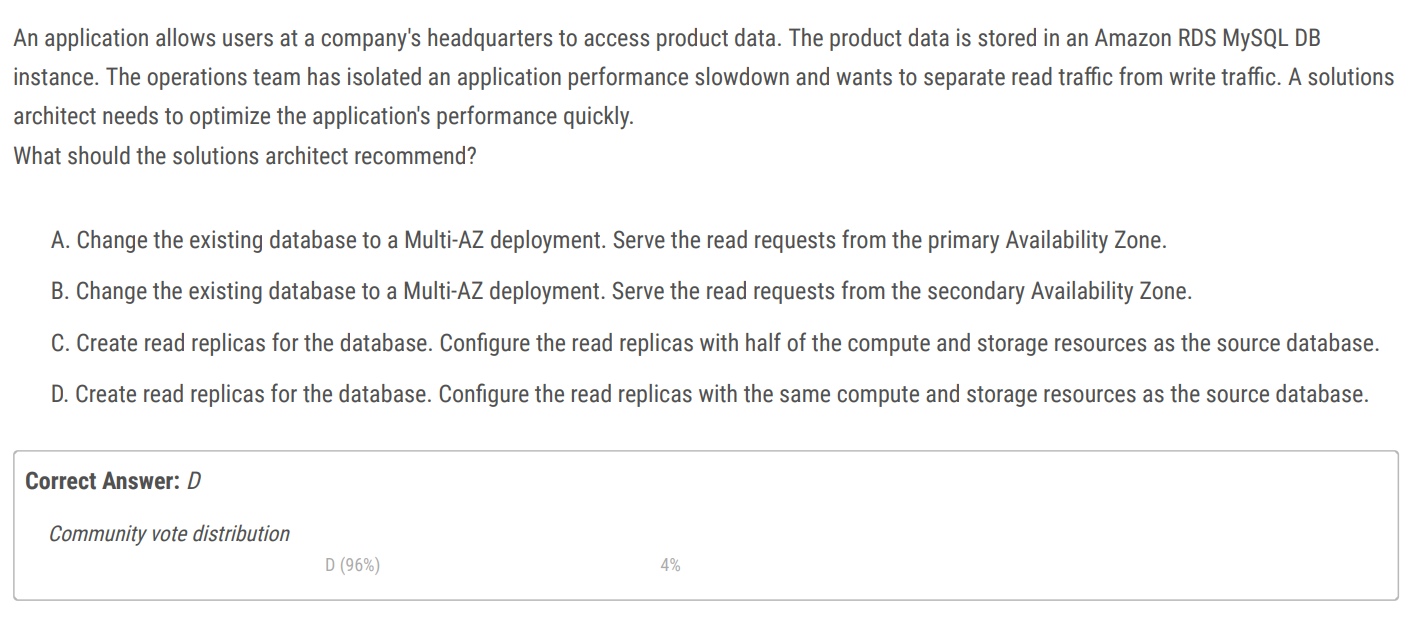 An application allows users at a company's headquarters to access product data. The product data is stored in an Amazon RDS MySQL DB
instance. The operations team has isolated an application performance slowdown and wants to separate read traffic from write traffic. A solutions
architect needs to optimize the application's performance quickly.
What should the solutions architect recommend?
A. Change the existing database to a Multi-AZ deployment. Serve the read requests from the primary Availability Zone.
B. Change the existing database to a Multi-AZ deployment. Serve the read requests from the secondary Availability Zone.
C. Create read replicas for the database. Configure the read replicas with half of the compute and storage resources as the source database.
D. Create read replicas for the database. Configure the read replicas with the same compute and storage resources as the source database.
Correct Answer: D
Community vote distribution
D (96%) 4%